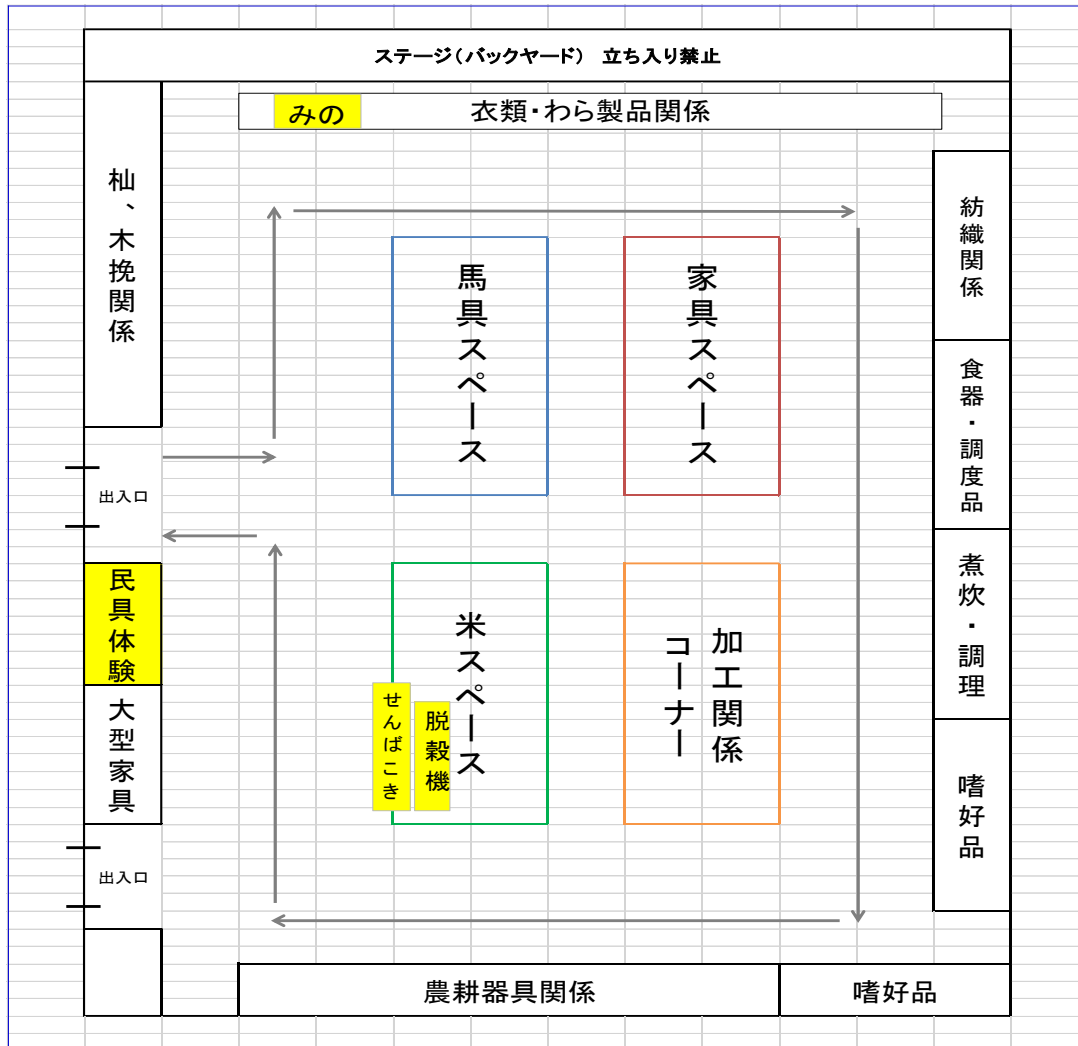 ステージ(バックヤード)　立ち入り禁止
みの
衣類・わら製品関係
杣、木挽関係
紡織関係
馬具スペース
家具スペース
食器・調度品
出入口
民具体験
煮炊・調理
米スペース
加工関係
コーナー
せんばこき
脱穀機
大型家具
嗜好品
出入口
農耕器具関係
嗜好品